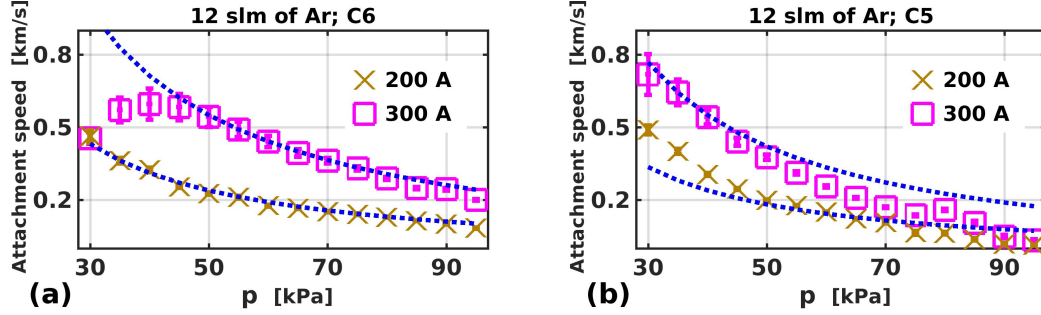 12 slm of Ar; C6
Attachment speed [km/s]
0.8
0.5
0.2
200 A
300 A
30
50
70
90
p [kPa]
(a)
12 slm of Ar; C5
Attachment speed [km/s]
0.8
0.5
0.2
200 A
300 A
30
50
70
90
p [kPa]
(b)